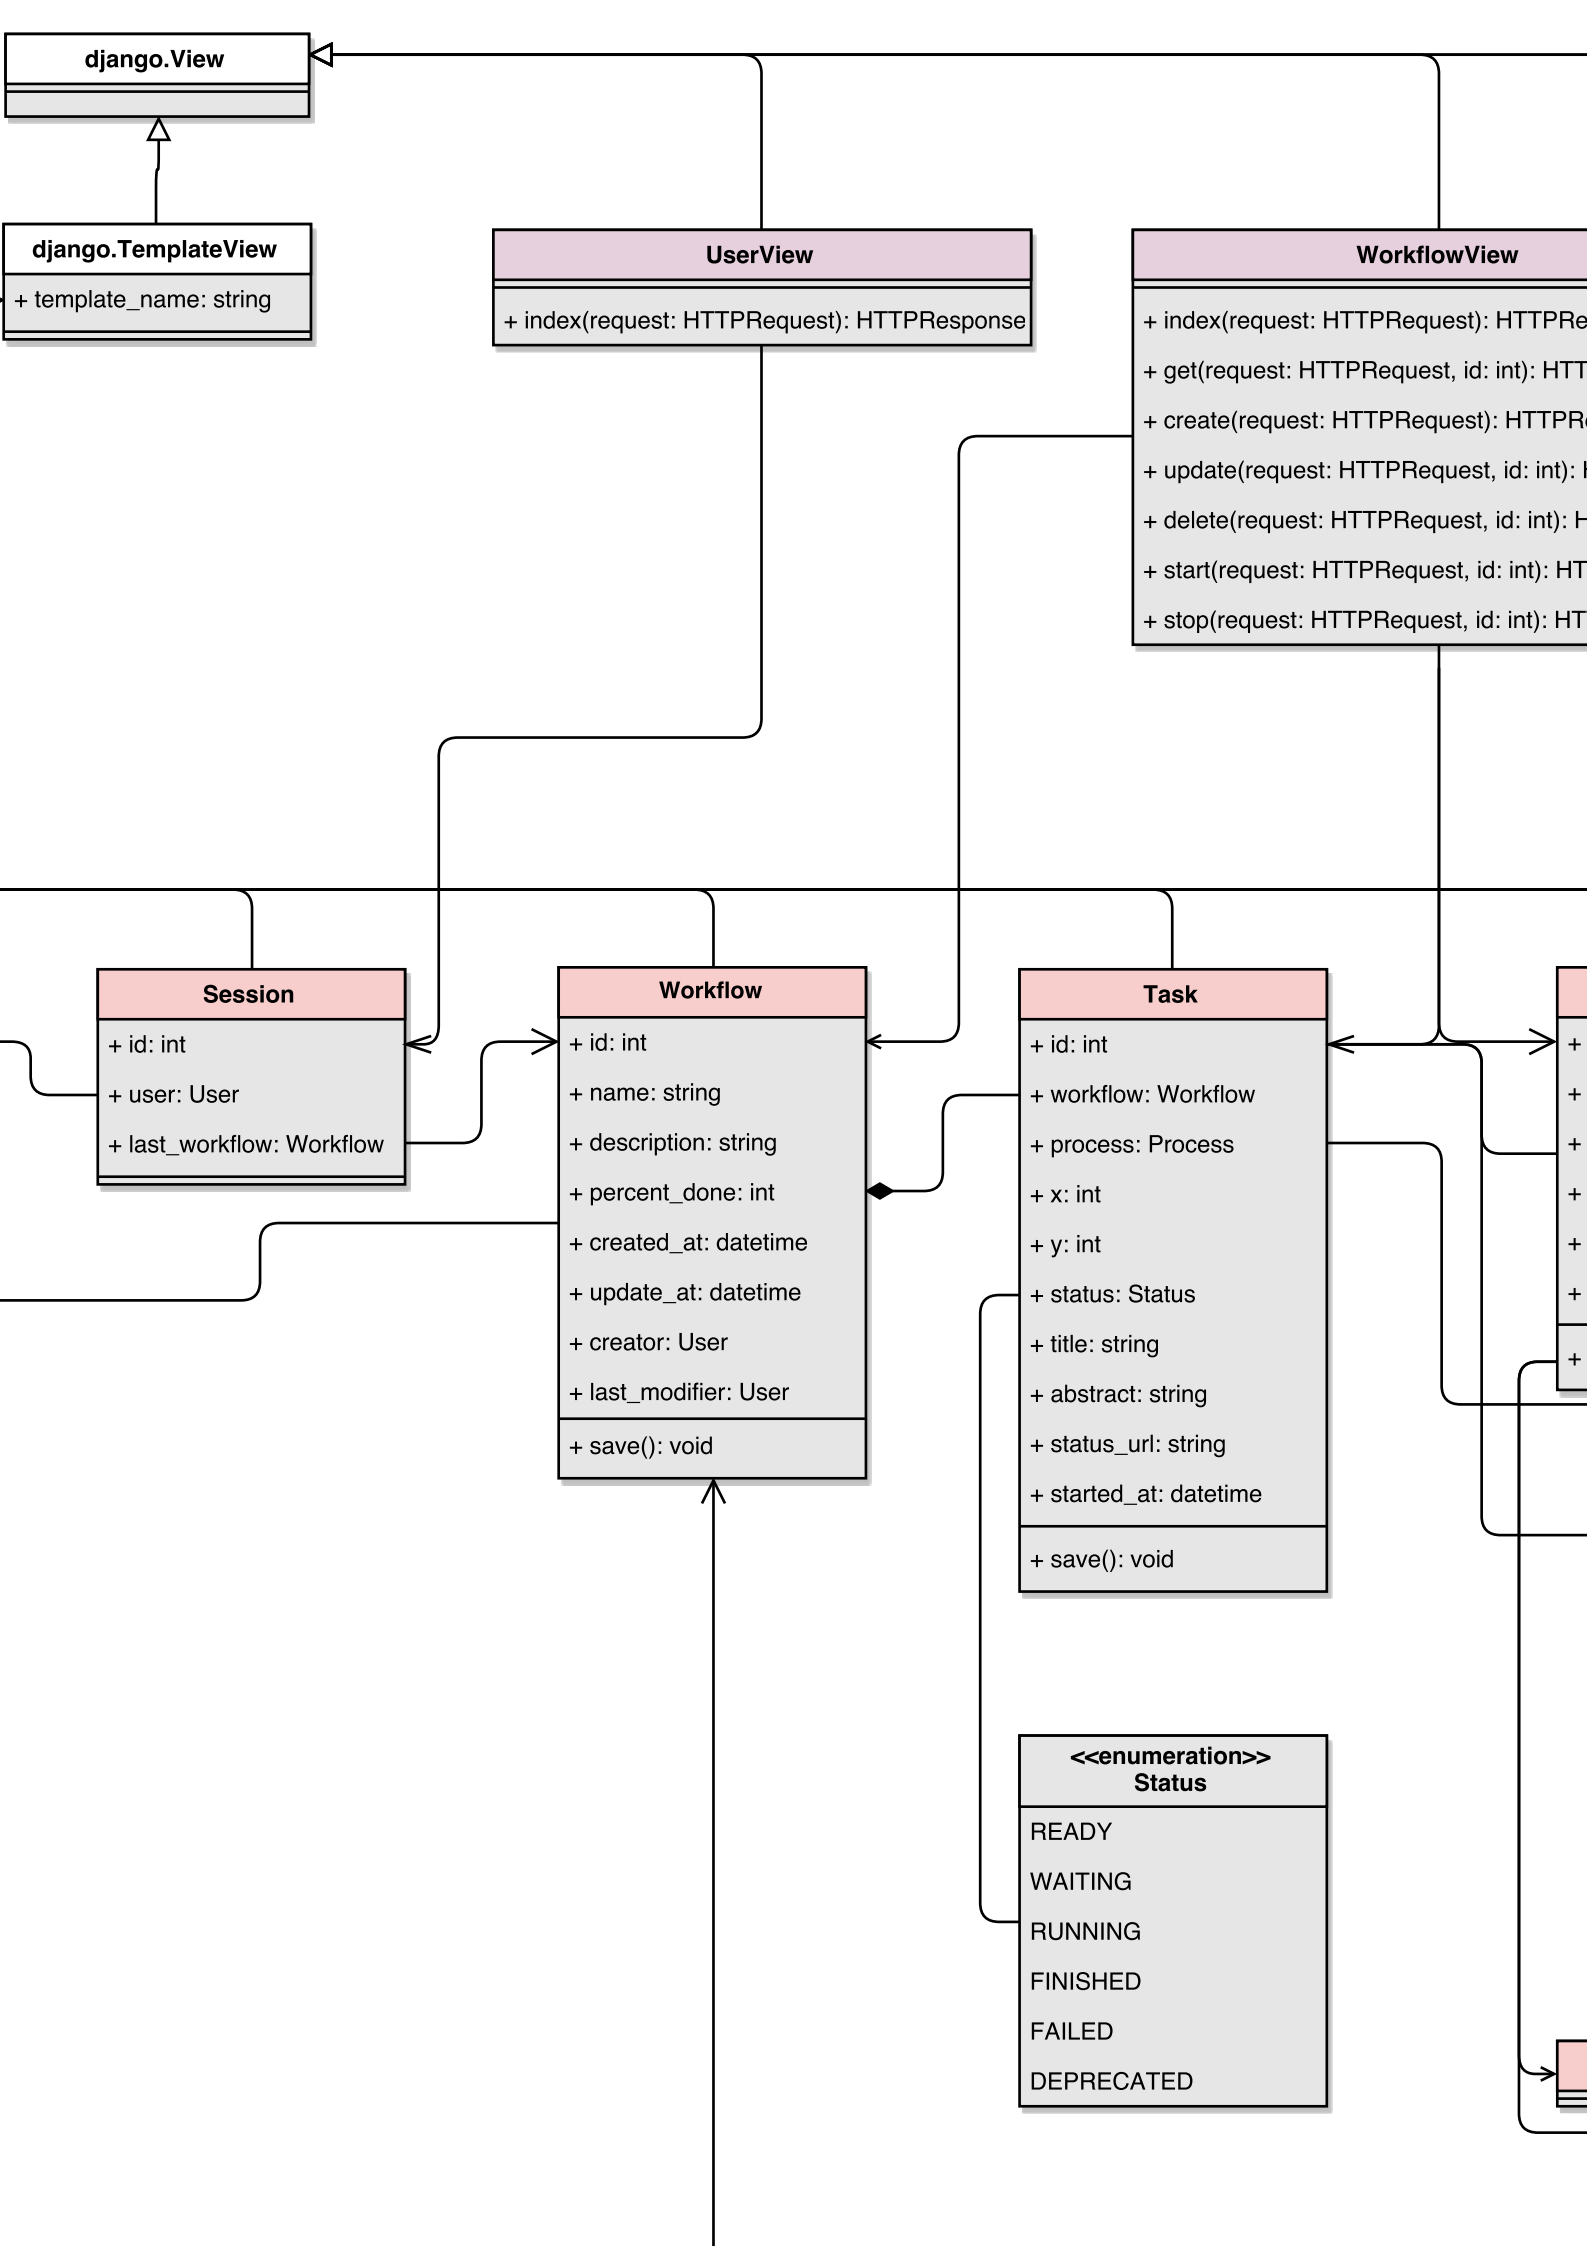 django.View
django.TemplateView
+ template_name: string
UserView
+ index(request: HTTPRequest): HTTPResponse
WorkflowView
+ index(request: HTTPRequest): HTTPRe
+ get(request: HTTPRequest, id: int): HTT
+ create(request: HTTPRequest): HTTPR
+ update(request: HTTPRequest, id: int):
+ delete(request: HTTPRequest, id: int): H
+ start(request: HTTPRequest, id: int): HT
+ stop(request: HTTPRequest, id: int): HT
Session
+ id: int
+ user: User
+ last_workflow: Workflow
Workflow
+ id: int
+ name: string
+ description: string
+ percent_done: int
+ created_at: datetime
+ update_at: datetime
+ creator: User
+ last_modifier: User
+ save(): void
Task
+ id: int
+ workflow: Workflow
+ process: Process
+ x: int
+ y: int
+ status: Status
+ title: string
+ abstract: string
+ status_url: string
+ started_at: datetime
+ save(): void
+
+
+
+
+
+
+
<<enumeration>>
Status
READY
WAITING
RUNNING
FINISHED
FAILED
DEPRECATED